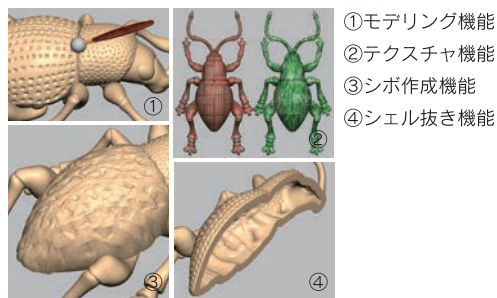 ①モデリング機能
②テクスチャ機能
③シボ作成機能
④シェル抜き機能
①
②
③
④